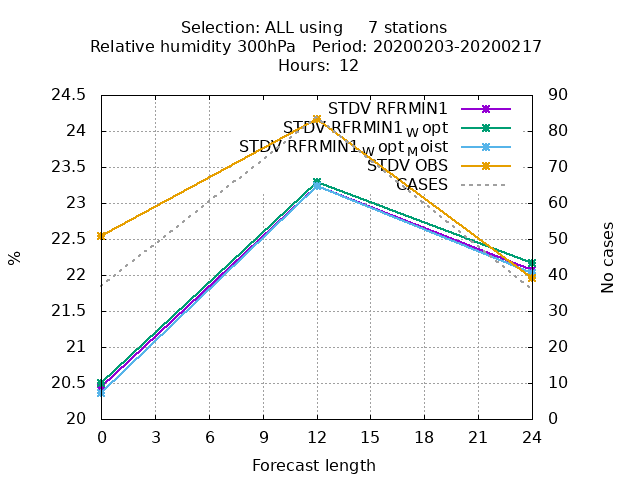 Selection: ALL using 7 stations
Relative humidity 300hPa Period: 20200203-20200217
Hours: 12
24.5 90
STDV RFRMIN1
24 80
STDV RFRMIN1 W opt
STDV RFRMIN1 W opt M oist
23.5 70
STDV OBS
CASES
23 60
22.5 50
% No cases
22 40
21.5 30
21 20
20.5 10
20 0
0 3 6 9 12 15 18 21 24
Forecast length